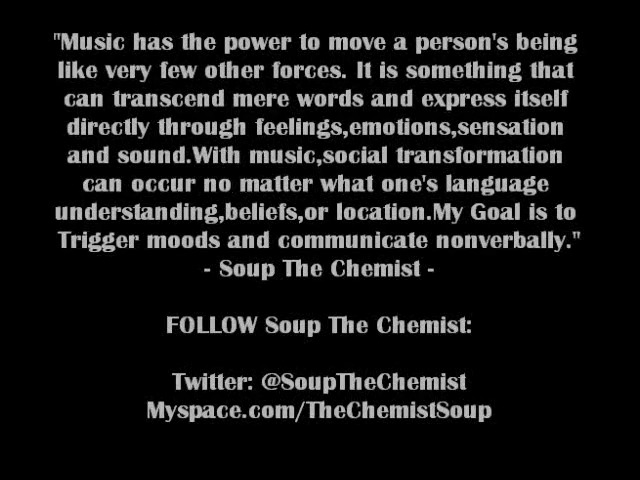 "Music has the power to move a person's being
like very few other forces. It is something that
can transcend mere words and express itself
directly through feelings,emotions,sensation
and sound.With music,social transformation
can occur no matter what one's language
understanding,beliefs,or location.My Goal is to
Trigger moods and communicate nonverbally."
- Soup The Chemist -
FOLLOW Soup The Chemist:
Twitter: @SoupTheChemist
Myspace.com/TheChemistSoup